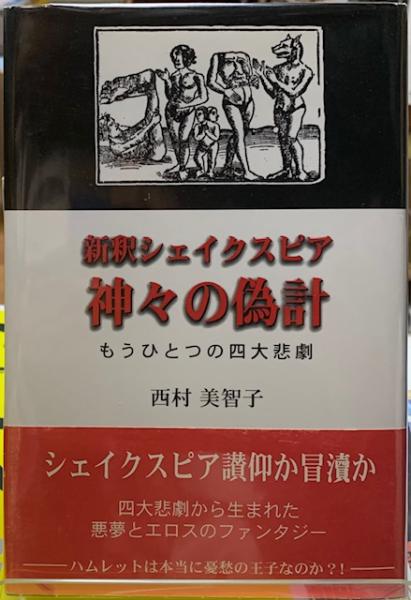 新釈シェイクスピア
神々の偽計
もうひとつの四大悲劇
西村 美智子
シェイクスピア讃仰か冒瀆か
四大悲劇から生まれた
悪夢とエロスのファンタジー
ハムレットは本当に憂愁の王子なのか?!